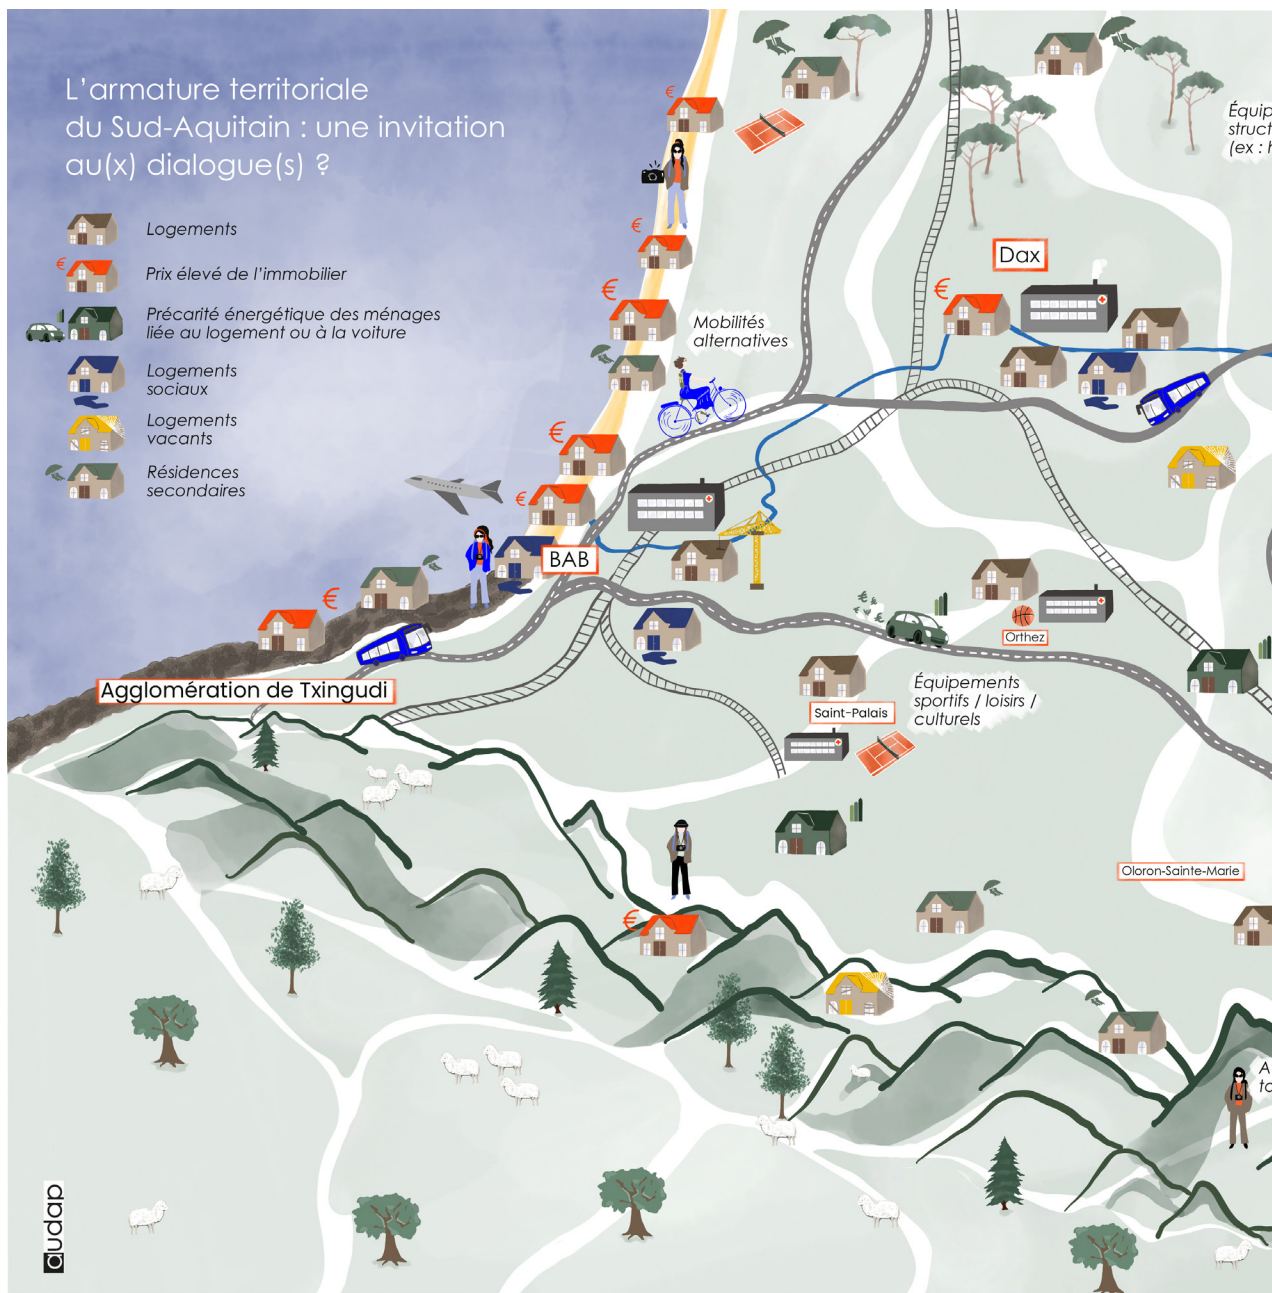 L'armature territoriale
du Sud-Aquitain : une invitation
au(x) dialogue(s) ?
Logements
€
Prix élevé de l'immobilier
Précarité énergétique des ménages
liée au logement ou à la voiture
Logements
sociaux
Logements
vacants
Résidences
secondaires
€
€
€
€
€
€
€
€
Mobilités
alternatives
Dax
BAB
Orthez
Agglomération de Txingudi
Saint-Palais
Équipements
sportifs / loisirs /
culturels
Oloron-Sainte-Marie
€
audap